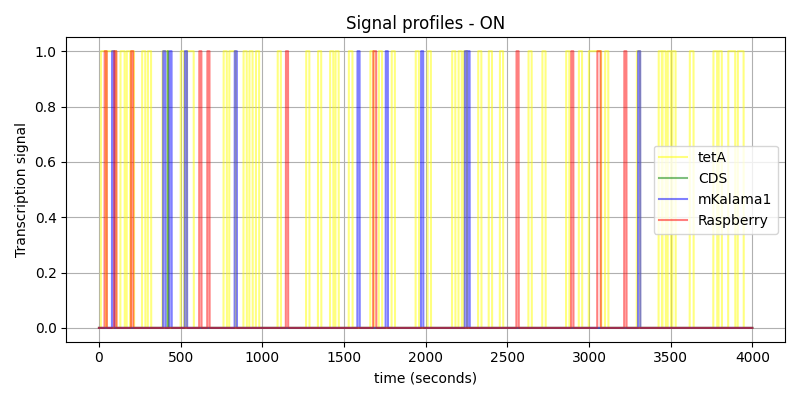 Signal profiles - ON
Transcription signal
1.0
0.8
0.6
0.4
0.2
0.0
tetA
CDS
mKalama1
Raspberry
0 500 1000 1500 2000 2500 3000 3500 4000
time (seconds)